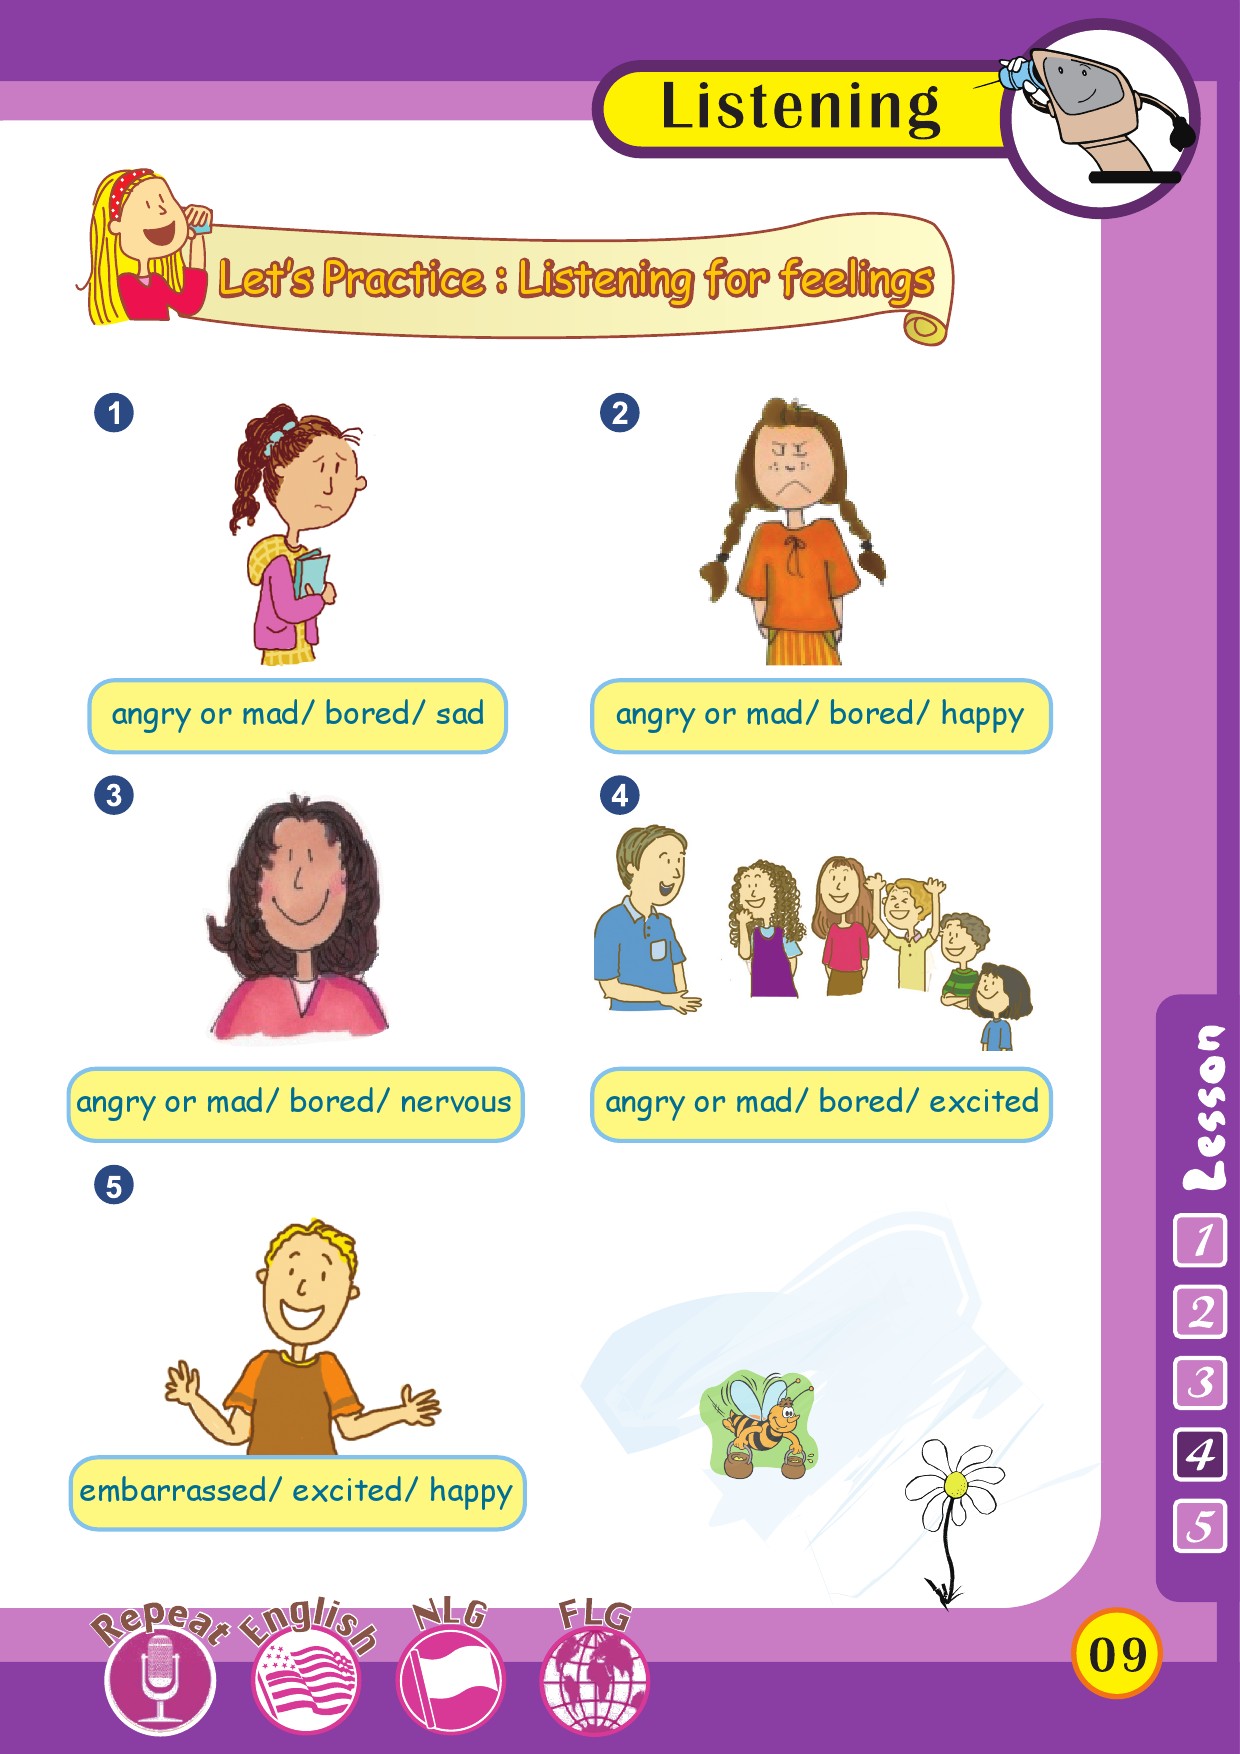 Listening
Let's Practice : Listening for feelings
1
2
angry or mad/ bored/ sad
angry or mad/ bored/ happy
3
4
angry or mad/ bored/ nervous
angry or mad/ bored/ excited
5
embarrassed/ excited/ happy
Lesson
1
2
3
4
5
Repeat
English
NLG
FLG
09